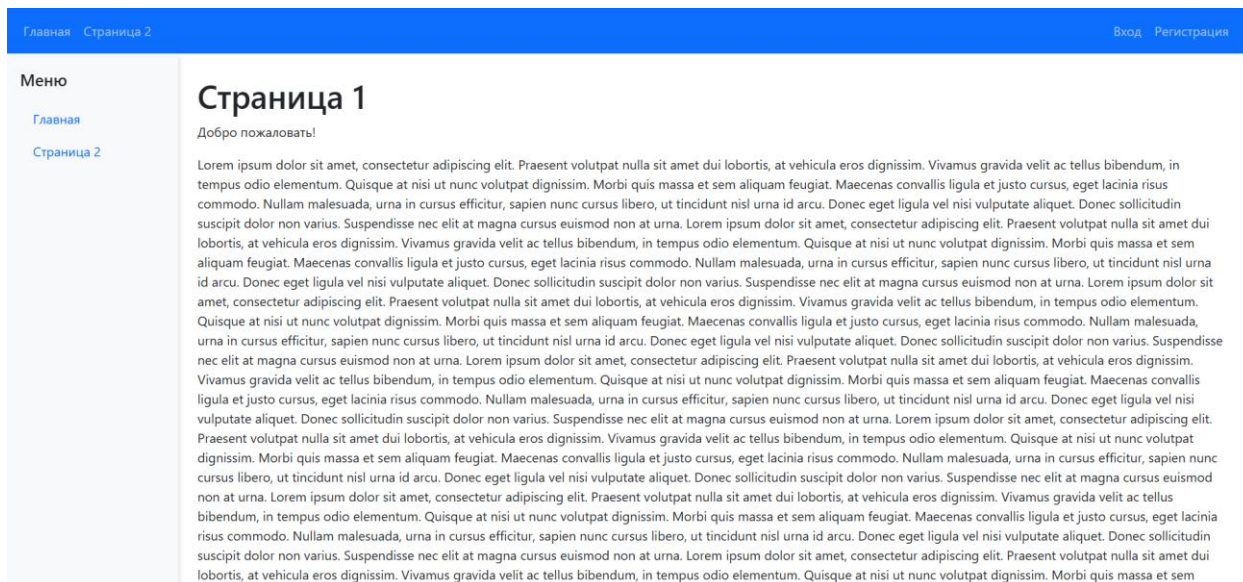 Главная Страница 2
Вход Регистрация
Меню
Главная
Страница 2
Страница 1
Добро пожаловать!
Lorem ipsum dolor sit amet, consectetur adipiscing elit. Praesent volutpat nulla sit amet dui lobortis, at vehicula eros dignissim. Vivamus gravida velit ac tellus bibendum, in
tempus odio elementum. Quisque at nisi ut nunc volutpat dignissim. Morbi quis massa et sem aliquam feugiat. Maecenas convallis ligula et justo cursus, eget lacinia risus
commodo. Nullam malesuada, urna in cursus efficitur, sapien nunc cursus libero, ut tincidunt nisl urna id arcu. Donec eget ligula vel nisi vulputate aliquet. Donec sollicitudin
suscipit dolor non varius. Suspendisse nec elit at magna cursus euismod non at urna. Lorem ipsum dolor sit amet, consectetur adipiscing elit. Praesent volutpat nulla sit amet dui
lobortis, at vehicula eros dignissim. Vivamus gravida velit ac tellus bibendum, in tempus odio elementum. Quisque at nisi ut nunc volutpat dignissim. Morbi quis massa et sem
aliquam feugiat. Maecenas convallis ligula et justo cursus, eget lacinia risus commodo. Nullam malesuada, urna in cursus efficitur, sapien nunc cursus libero, ut tincidunt nisl urna
id arcu. Donec eget ligula vel nisi vulputate aliquet. Donec sollicitudin suscipit dolor non varius. Suspendisse nec elit at magna cursus euismod non at urna. Lorem ipsum dolor sit
amet, consectetur adipiscing elit. Praesent volutpat nulla sit amet dui lobortis, at vehicula eros dignissim. Vivamus gravida velit ac tellus bibendum, in tempus odio elementum.
Quisque at nisi ut nunc volutpat dignissim. Morbi quis massa et sem aliquam feugiat. Maecenas convallis ligula et justo cursus, eget lacinia risus commodo. Nullam malesuada,
urna in cursus efficitur, sapien nunc cursus libero, ut tincidunt nisl urna id arcu. Donec eget ligula vel nisi vulputate aliquet. Donec sollicitudin suscipit dolor non varius. Suspendisse
nec elit at magna cursus euismod non at urna. Lorem ipsum dolor sit amet, consectetur adipiscing elit. Praesent volutpat nulla sit amet dui lobortis, at vehicula eros dignissim.
Vivamus gravida velit ac tellus bibendum, in tempus odio elementum. Quisque at nisi ut nunc volutpat dignissim. Morbi quis massa et sem aliquam feugiat. Maecenas convallis
ligula et justo cursus, eget lacinia risus commodo. Nullam malesuada, urna in cursus efficitur, sapien nunc cursus libero, ut tincidunt nisl urna id arcu. Donec eget ligula vel nisi
vulputate aliquet. Donec sollicitudin suscipit dolor non varius. Suspendisse nec elit at magna cursus euismod non at urna. Lorem ipsum dolor sit amet, consectetur adipiscing elit.
Praesent volutpat nulla sit amet dui lobortis, at vehicula eros dignissim. Vivamus gravida velit ac tellus bibendum, in tempus odio elementum. Quisque at nisi ut nunc volutpat
dignissim. Morbi quis massa et sem aliquam feugiat. Maecenas convallis ligula et justo cursus, eget lacinia risus commodo. Nullam malesuada, urna in cursus efficitur, sapien nunc
cursus libero, ut tincidunt nisl urna id arcu. Donec eget ligula vel nisi vulputate aliquet. Donec sollicitudin suscipit dolor non varius. Suspendisse nec elit at magna cursus euismod
non at urna. Lorem ipsum dolor sit amet, consectetur adipiscing elit. Praesent volutpat nulla sit amet dui lobortis, at vehicula eros dignissim. Vivamus gravida velit ac tellus
bibendum, in tempus odio elementum. Quisque at nisi ut nunc volutpat dignissim. Morbi quis massa et sem aliquam feugiat. Maecenas convallis ligula et justo cursus, eget lacinia
risus commodo. Nullam malesuada, urna in cursus efficitur, sapien nunc cursus libero, ut tincidunt nisl urna id arcu. Donec eget ligula vel nisi vulputate aliquet. Donec sollicitudin
suscipit dolor non varius. Suspendisse nec elit at magna cursus euismod non at urna. Lorem ipsum dolor sit amet, consectetur adipiscing elit. Praesent volutpat nulla sit amet dui
lobortis, at vehicula eros dignissim. Vivamus gravida velit ac tellus bibendum, in tempus odio elementum. Quisque at nisi ut nunc volutpat dignissim. Morbi quis massa et sem